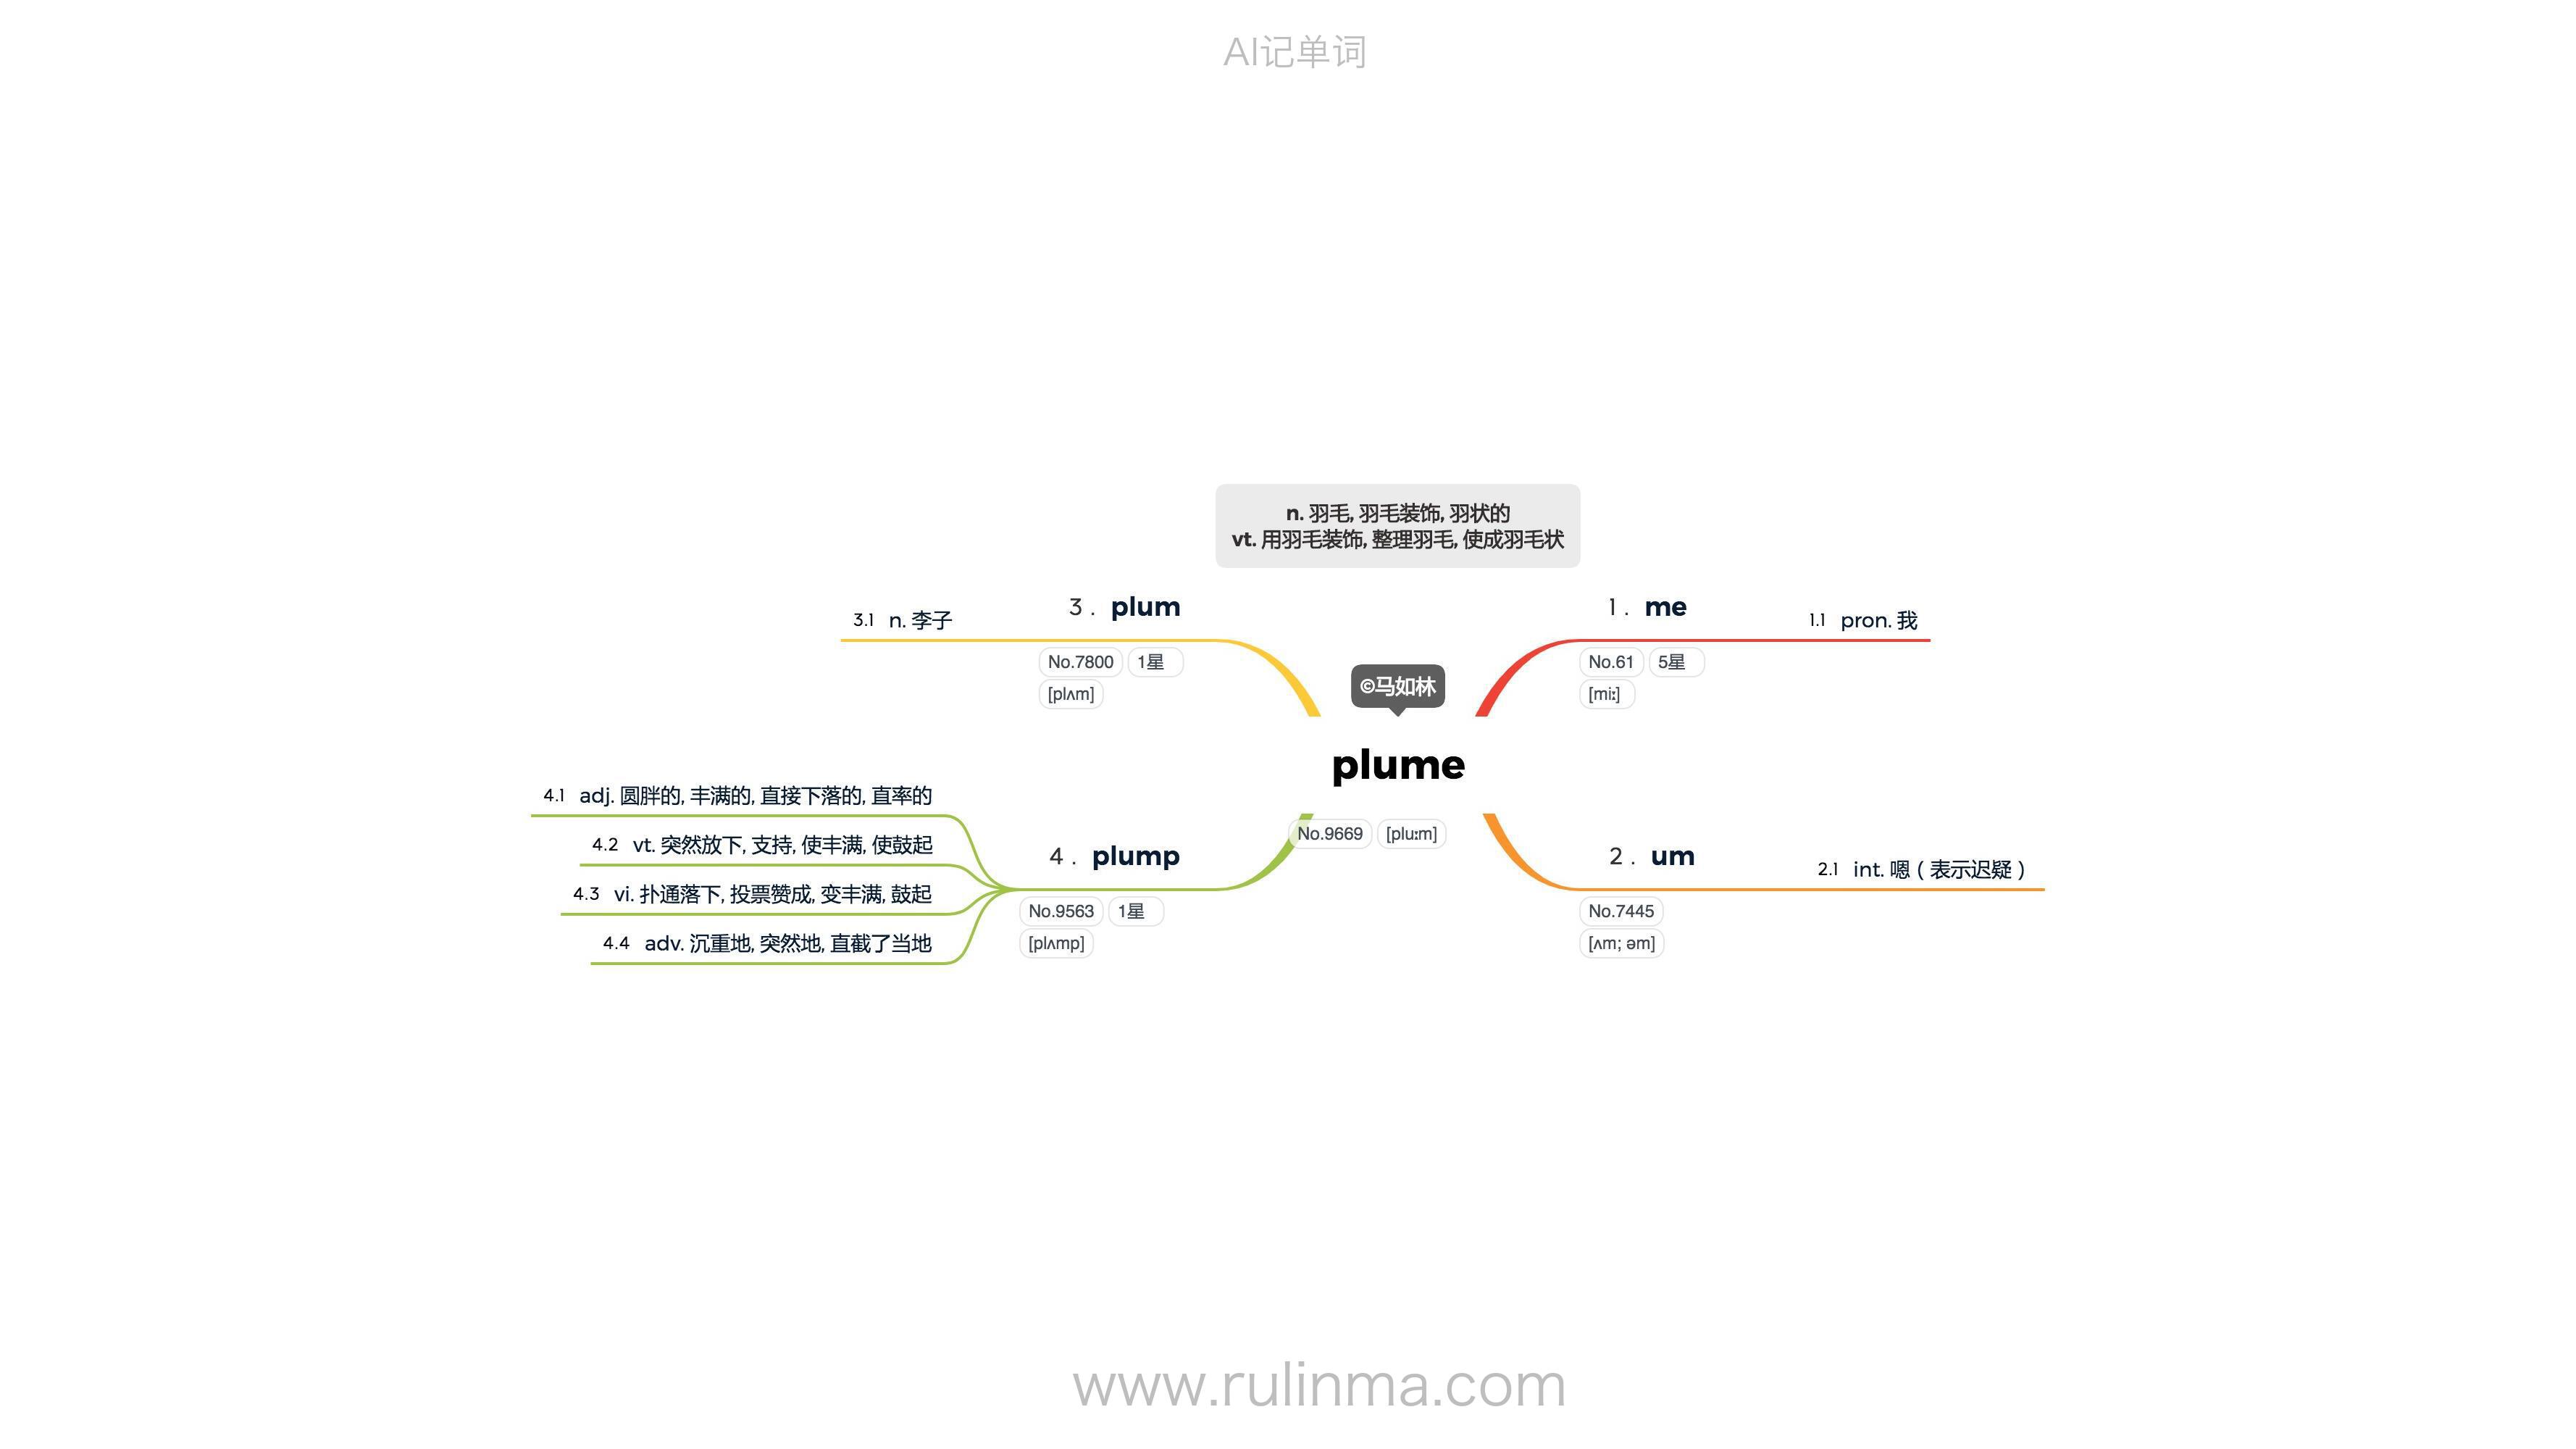 AI记单词
n. 羽毛, 羽毛装饰, 羽状的
vt. 用羽毛装饰, 整理羽毛, 使成羽毛状
©马如林
plume
No.9669 [pluːm]
1 . me
No.61 5星
[miː]
1.1 pron. 我
2 . um
No.7445
[ʌm; əm]
2.1 int. 嗯（表示迟疑）
3 . plum
No.7800 1星
[plʌm]
3.1 n. 李子
4 . plump
No.9563 1星
[plʌmp]
4.1 adj. 圆胖的, 丰满的, 直接下落的, 直率的
4.2 vt. 突然放下, 支持, 使丰满, 使鼓起
4.3 vi. 扑通落下, 投票赞成, 变丰满, 鼓起
4.4 adv. 沉重地, 突然地, 直截了当地
www.rulinma.com